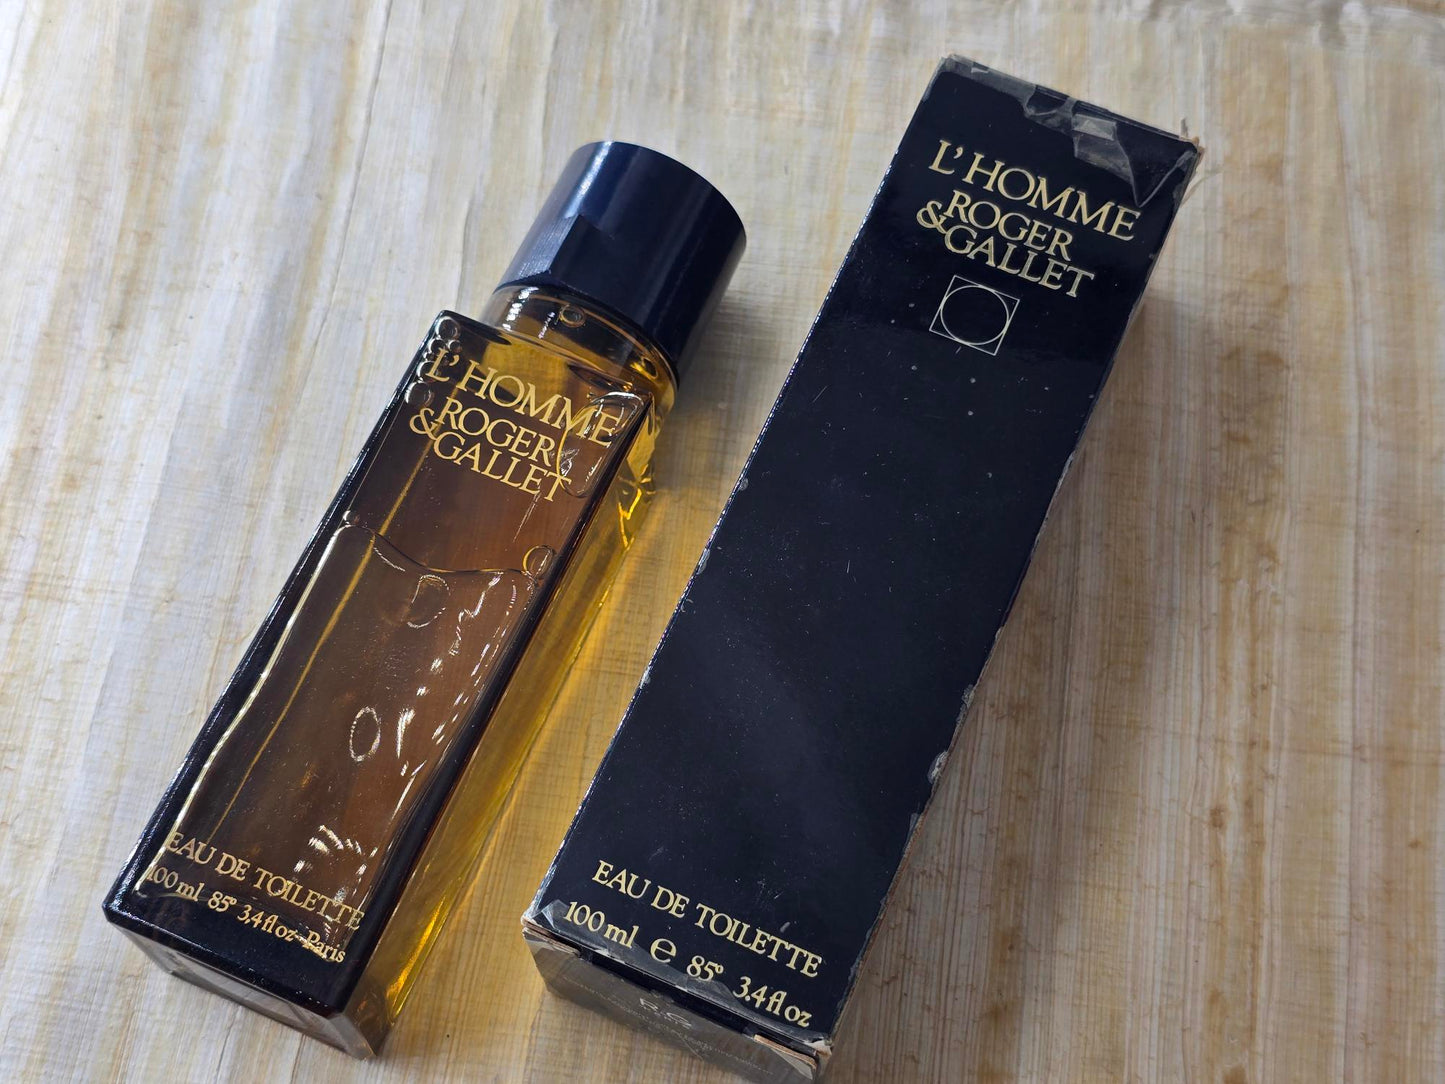 L'HOMME
ROGER
&GALLET
EAU DE TOILETTE
100 ml 85° 3.4 fl oz Paris
L'HOMME
ROGER
&GALLET
EAU DE TOILETTE
100 ml ℮ 85° 3.4 fl oz